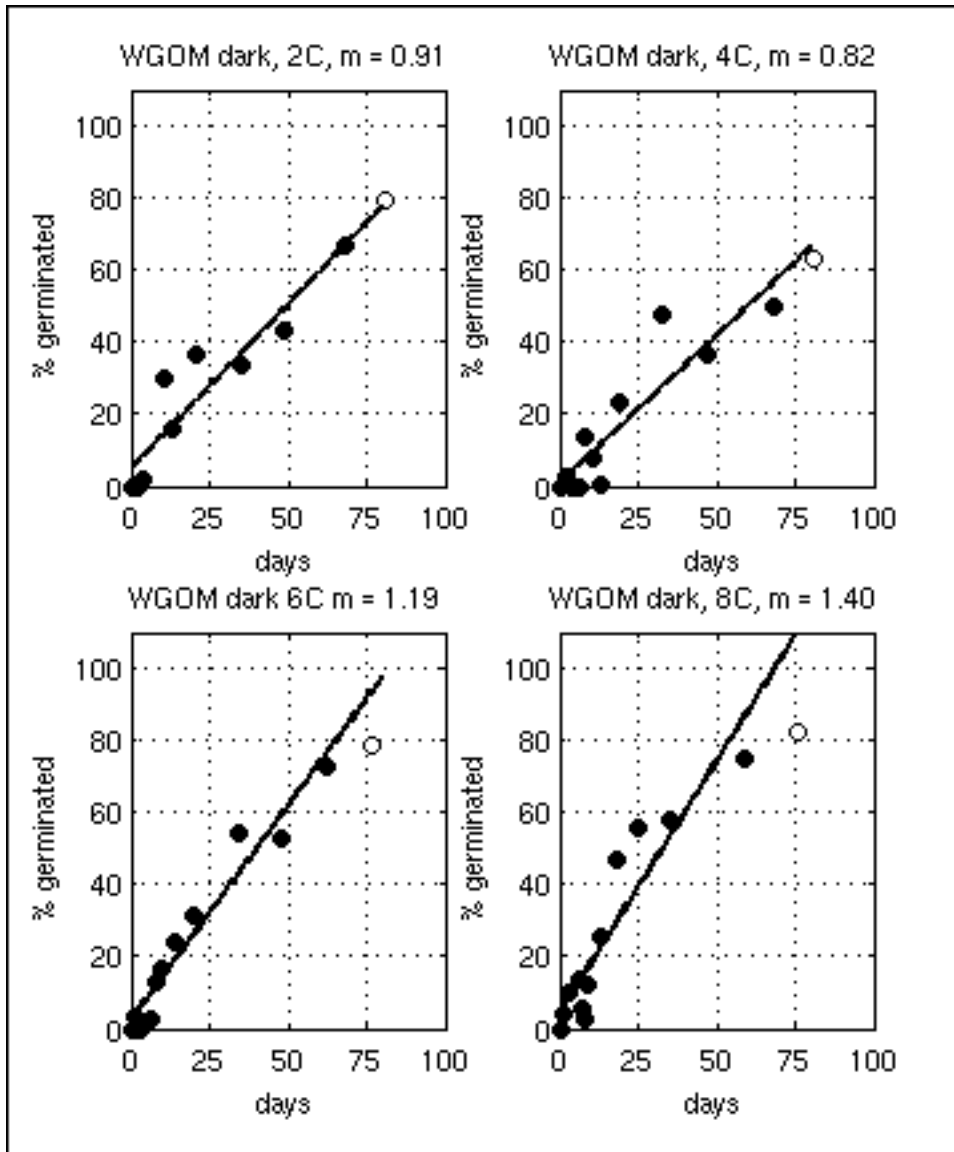 WGOM dark, 2C, m = 0.91
100
80
60
40
20
0
% germinated
0 25 50 75 100
days
WGOM dark, 4C, m = 0.82
100
80
60
40
20
0
% germinated
0 25 50 75 100
days
WGOM dark 6C m = 1.19
100
80
60
40
20
0
% germinated
0 25 50 75 100
days
WGOM dark, 8C, m = 1.40
100
80
60
40
20
0
% germinated
0 25 50 75 100
days